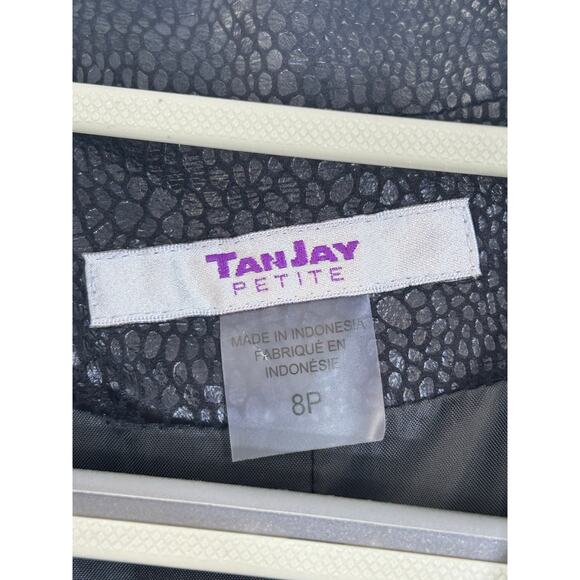 TANJAY
PETITE
MADE IN INDONESIA
FABRIQUÉ EN
INDONÉSIE
8P